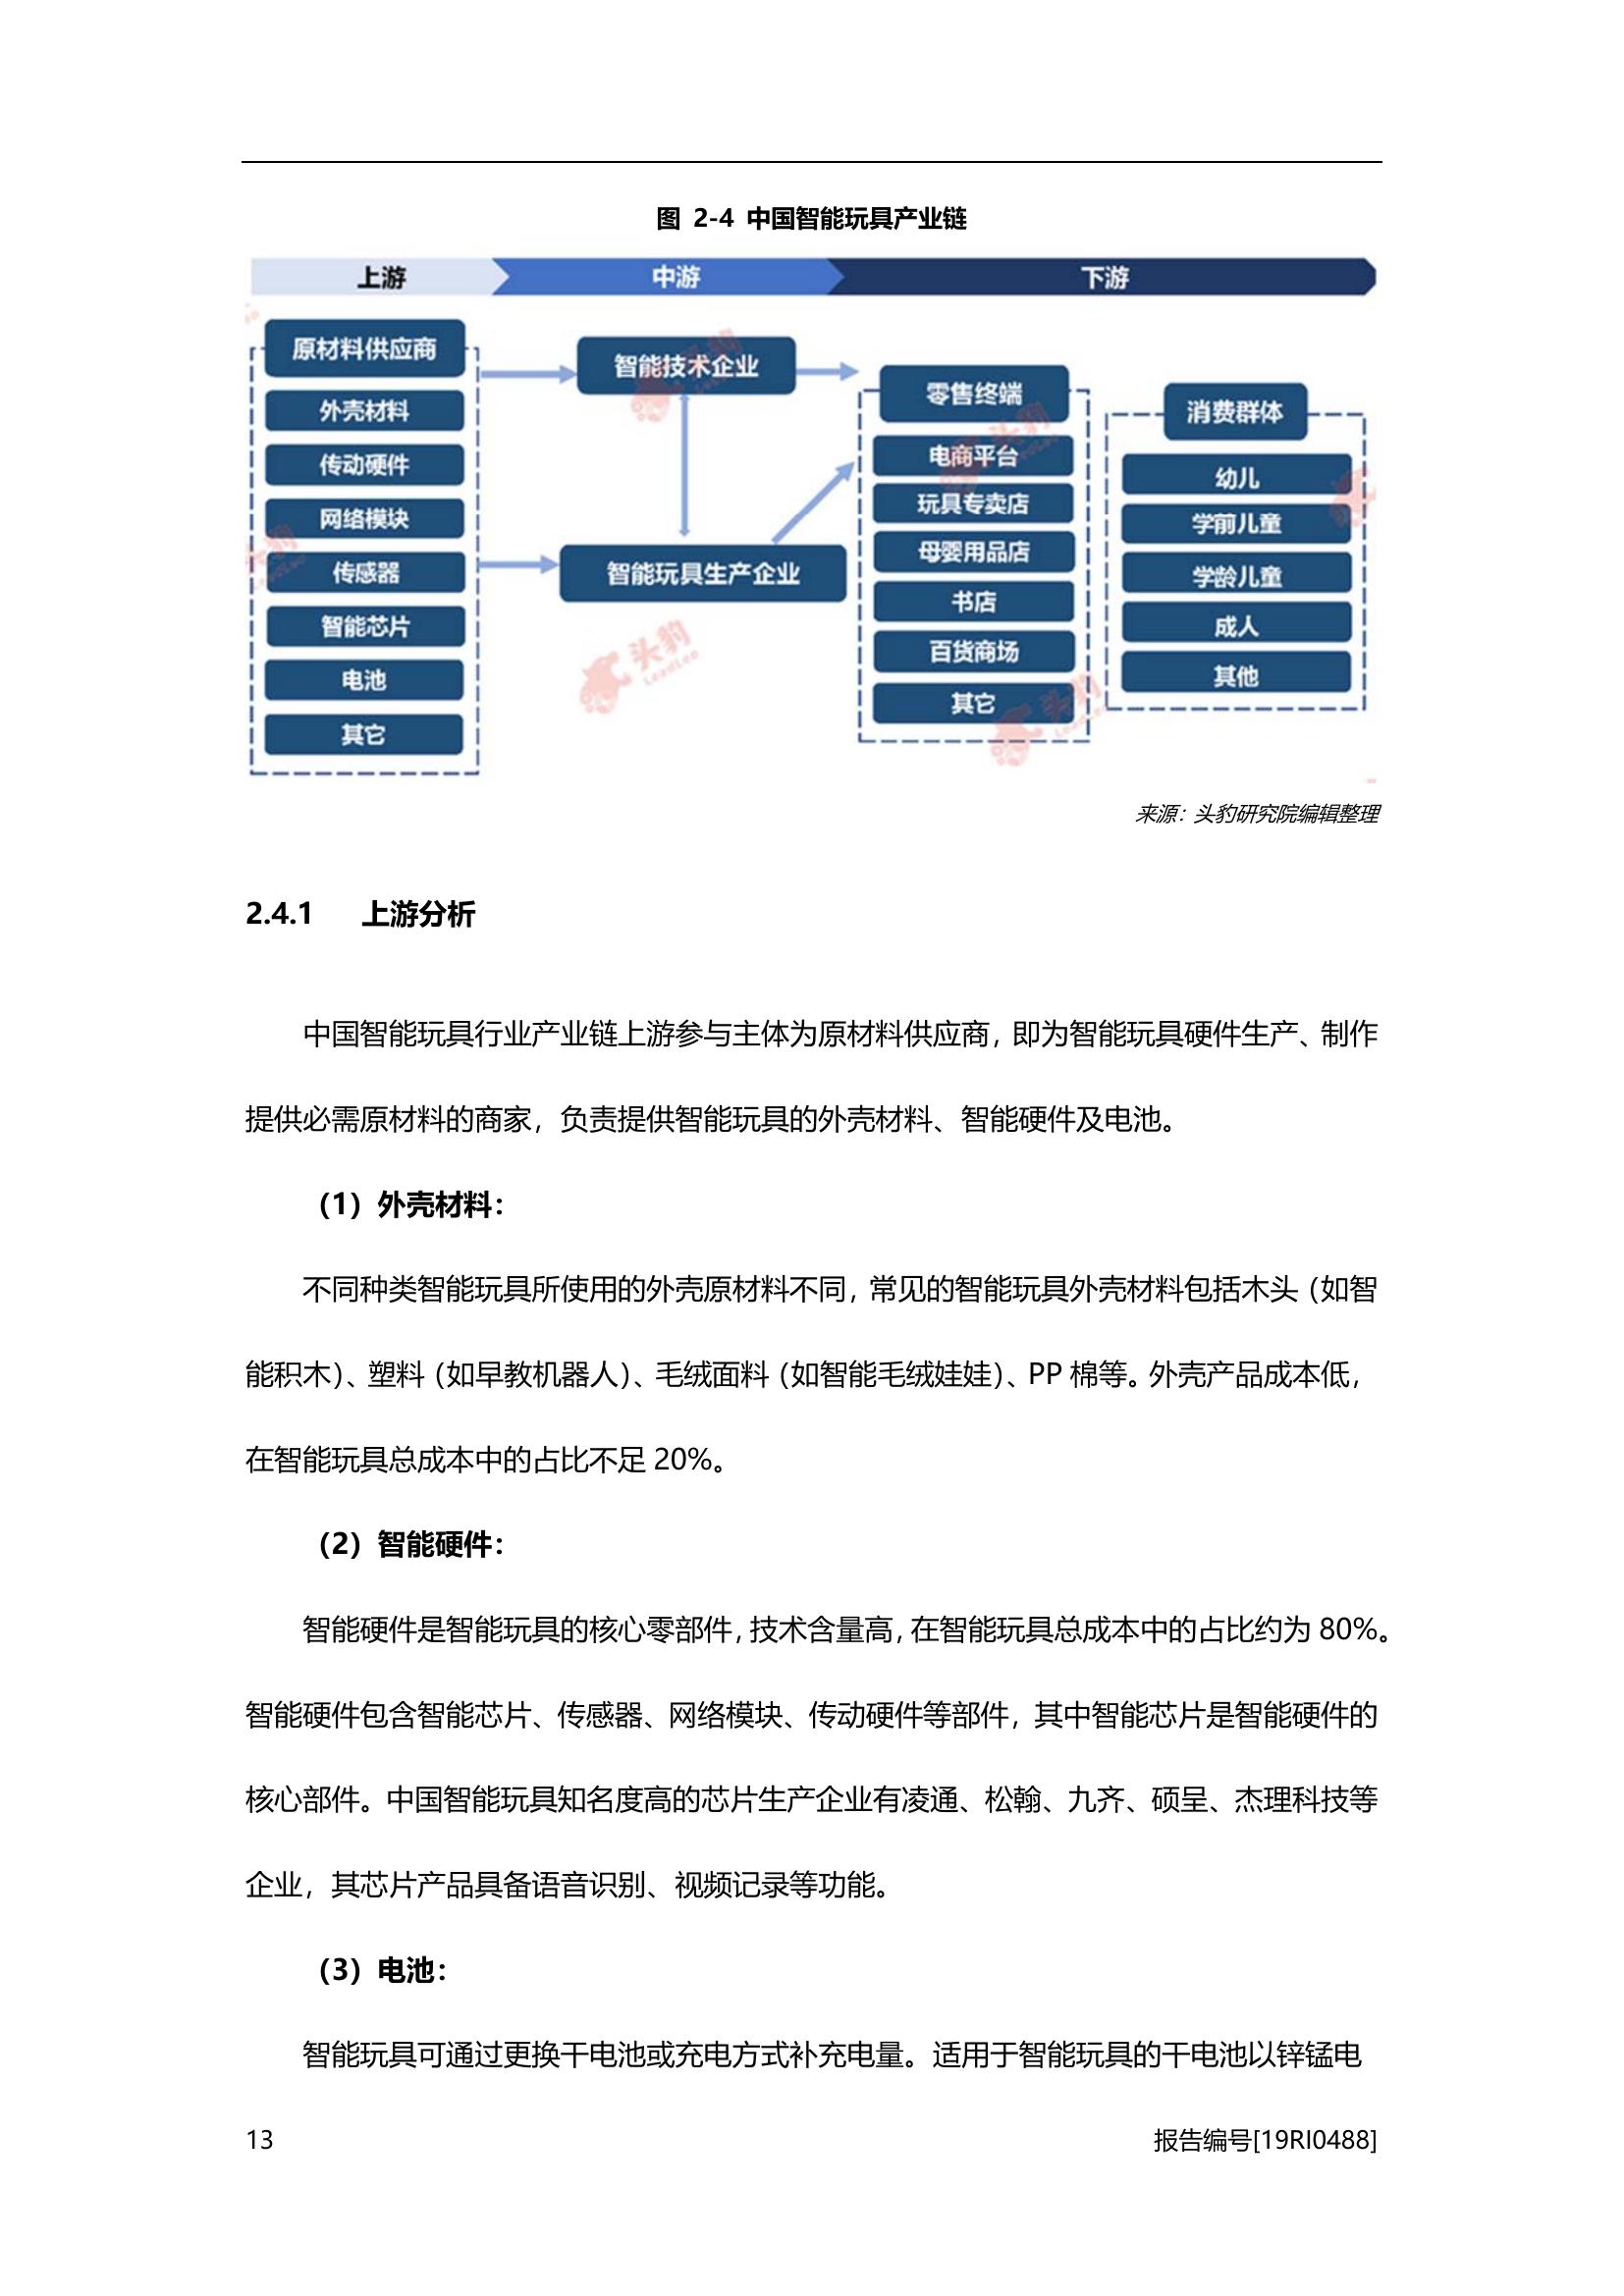 图 2-4 中国智能玩具产业链
上游
中游
下游
原材料供应商
外壳材料
传动硬件
网络模块
传感器
智能芯片
电池
其它
智能技术企业
智能玩具生产企业
零售终端
电商平台
玩具专卖店
母婴用品店
书店
百货商场
其它
消费群体
幼儿
学前儿童
学龄儿童
成人
其他
头豹
LeadLeo
来源：头豹研究院编辑整理
2.4.1 上游分析
中国智能玩具行业产业链上游参与主体为原材料供应商，即为智能玩具硬件生产、制作
提供必需原材料的商家，负责提供智能玩具的外壳材料、智能硬件及电池。
（1）外壳材料：
不同种类智能玩具所使用的外壳原材料不同，常见的智能玩具外壳材料包括木头（如智
能积木）、塑料（如早教机器人）、毛绒面料（如智能毛绒娃娃）、PP 棉等。外壳产品成本低，
在智能玩具总成本中的占比不足 20%。
（2）智能硬件：
智能硬件是智能玩具的核心零部件，技术含量高，在智能玩具总成本中的占比约为 80%。
智能硬件包含智能芯片、传感器、网络模块、传动硬件等部件，其中智能芯片是智能硬件的
核心部件。中国智能玩具知名度高的芯片生产企业有凌通、松翰、九齐、硕呈、杰理科技等
企业，其芯片产品具备语音识别、视频记录等功能。
（3）电池：
智能玩具可通过更换干电池或充电方式补充电量。适用于智能玩具的干电池以锌锰电
13
报告编号[19RI0488]